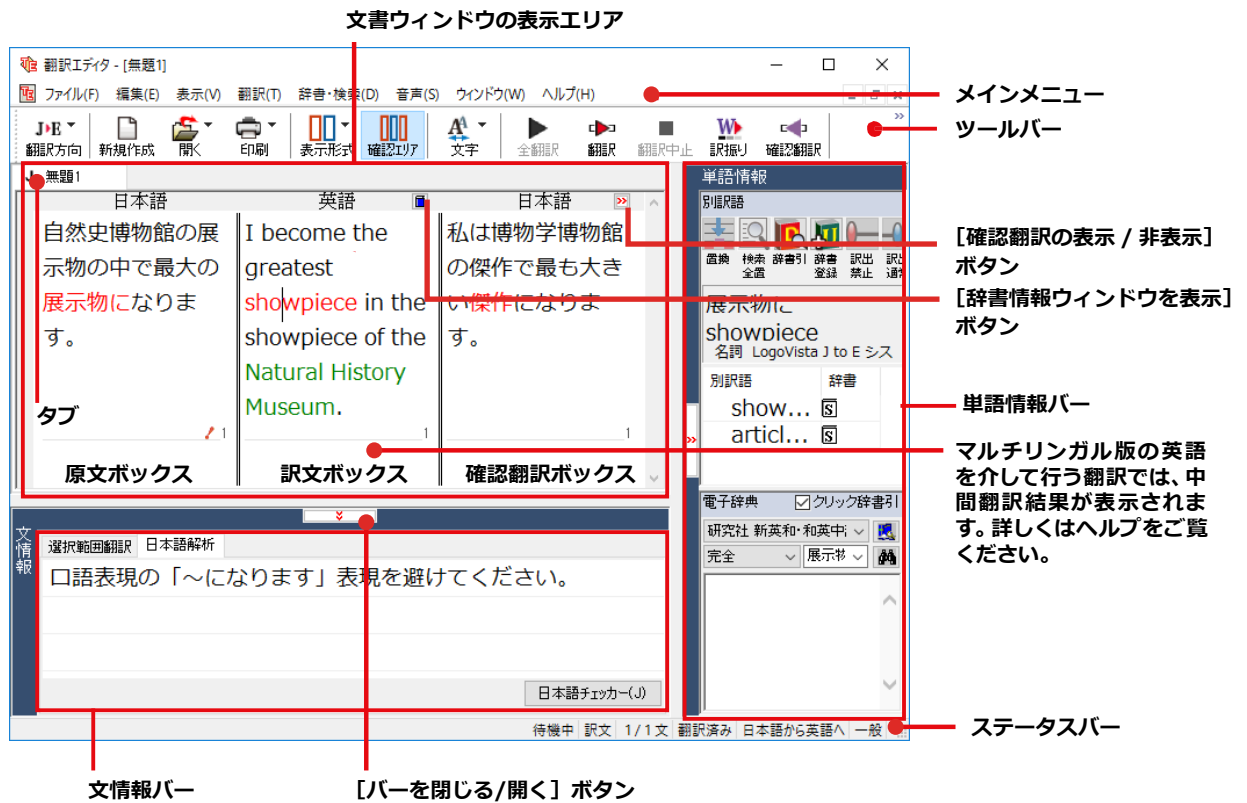 文書ウィンドウの表示エリア
翻訳エディタ - [無題1]
ファイル(F) 編集(E) 表示(V) 翻訳(T) 辞書・検索(D) 音声(S) ウィンドウ(W) ヘルプ(H)
メインメニュー
J▶E
翻訳方向 新規作成 開く 印刷 表示形式 確認エリア 文字 全翻訳 翻訳 翻訳中止 訳振り 確認翻訳
ツールバー
無題1
日本語 英語 日本語
自然史博物館の展
示物の中で最大の
展示物になりま
す。
1
I become the
greatest
showpiece in the
showpiece of the
Natural History
Museum.
1
私は博物学博物館
の傑作で最も大き
い傑作になりま
す。
1
タブ
原文ボックス 訳文ボックス 確認翻訳ボックス
単語情報
別訳語
置換 検索全置 辞書引 辞書登録 訳出禁止
展示物に
showpiece
名詞 LogoVista J to E シス
別訳語 辞書
show... S
articl... S
電子辞典 クリック辞書引
研究社 新英和・和英中
完全 展示
[確認翻訳の表示 / 非表示]
ボタン
[辞書情報ウィンドウを表示]
ボタン
単語情報バー
マルチリンガル版の英語
を介して行う翻訳では、中
間翻訳結果が表示されま
す。詳しくはヘルプをご覧
ください。
文情報
選択範囲翻訳 日本語解析
口語表現の「～になります」表現を避けてください。
日本語チェッカー(J)
待機中 訳文 1 / 1 文 翻訳済み 日本語から英語へ 一般
ステータスバー
文情報バー
[バーを閉じる/開く] ボタン